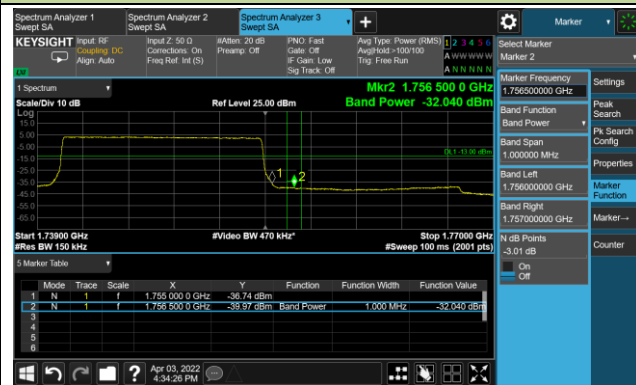 Spectrum Analyzer 1
Swept SA
Spectrum Analyzer 2
Swept SA
Spectrum Analyzer 3
Swept SA
+
Marker
KEYSIGHT
Input: RF
Coupling: DC
Align: Auto
Input Z: 50 Ω
Corrections: On
Freq Ref: Int (S)
#Atten: 20 dB
Preamp: Off
PNO: Fast
Gate: Off
IF Gain: Low
Sig Track: Off
Avg Type: Power (RMS)
Avg|Hold:>100/100
Trig: Free Run
1 2 3 4 5 6
A W W W W W
A N N N N N
Select Marker
Marker 2
1 Spectrum
Mkr2 1.756 500 0 GHz
Scale/Div 10 dB
Ref Level 25.00 dBm
Band Power -32.040 dBm
Log
15.0
5.00
-5.00
-15.0
-25.0
-35.0
-45.0
-55.0
-65.0
DL1 -13.00 dBm
1
2
Start 1.73900 GHz
#Video BW 470 kHz*
Stop 1.77000 GHz
#Res BW 150 kHz
#Sweep 100 ms (2001 pts)
5 Marker Table
Mode Trace Scale X Y Function Function Width Function Value
1 N 1 f 1.755 000 0 GHz -36.74 dBm
2 N 1 f 1.756 500 0 GHz -39.97 dBm Band Power 1.000 MHz -32.040 dBm
3
4
5
6
Marker Frequency
1.756500000 GHz
Band Function
Band Power
Band Span
1.000000 MHz
Band Left
1.756000000 GHz
Band Right
1.757000000 GHz
N dB Points
-3.01 dB
On
Off
Settings
Peak
Search
Pk Search
Config
Properties
Marker
Function
Marker→
Counter
?
Apr 03, 2022
4:34:26 PM